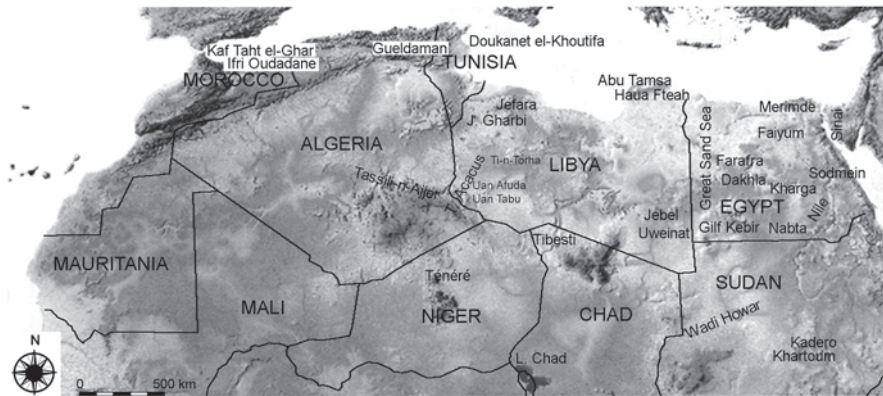 Kaf Taht el-Ghar
Ifri Oudadane
MOROCCO
Gueldaman
Doukanet el-Khoutifa
TUNISIA
Abu Tamsa
Haua Fteah
Jefara
J. Gharbi
Merimde
Sinai
Faiyum
ALGERIA
Ti-n-Torha
LIBYA
Great Sand Sea
Farafra
Sodmein
Dakhla
Kharga
Tassili-n-Ajjer
T. Acacus
Uan Afuda
Uan Tabu
EGYPT
Nile
Jebel
Uweinat
Gilf Kebir
Nabta
Tibesti
MAURITANIA
Ténéré
SUDAN
MALI
NIGER
CHAD
Wadi Howar
Kadero
Khartoum
L. Chad
N
0
500 km